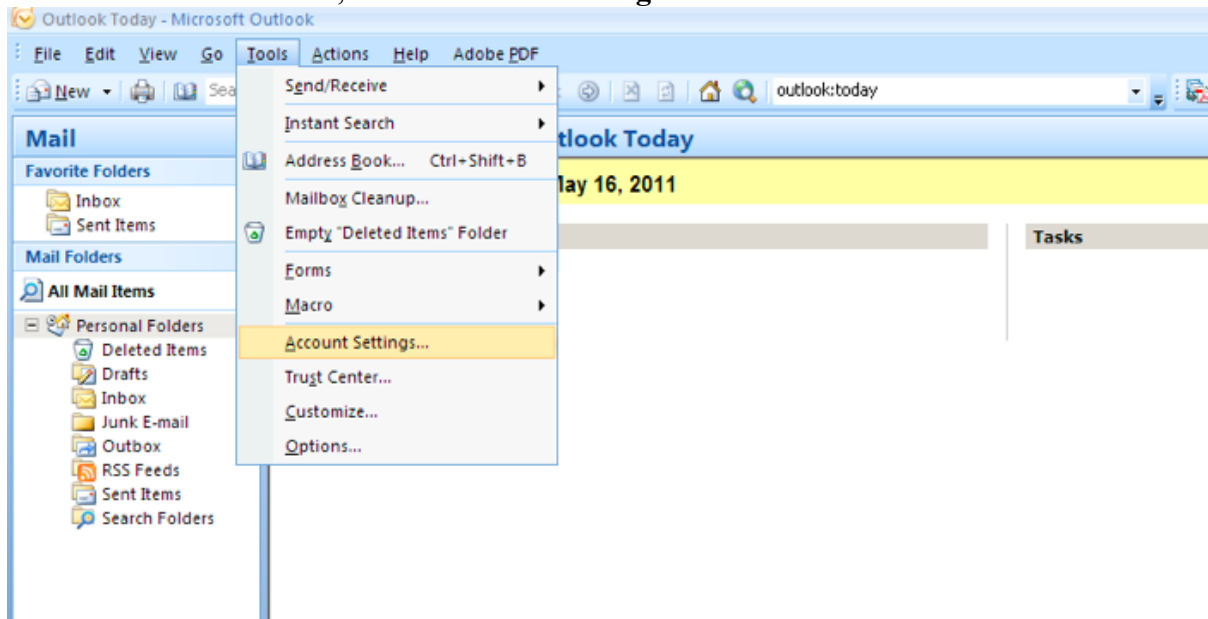 Outlook Today - Microsoft Outlook
File Edit View Go Tools Actions Help Adobe PDF
New Sea outlook:today
Mail
Favorite Folders
Inbox
Sent Items
Mail Folders
All Mail Items
Personal Folders
Deleted Items
Drafts
Inbox
Junk E-mail
Outbox
RSS Feeds
Sent Items
Search Folders
Send/Receive
Instant Search
Address Book... Ctrl+Shift+B
Mailbox Cleanup...
Empty "Deleted Items" Folder
Forms
Macro
Account Settings...
Trust Center...
Customize...
Options...
tlook Today
May 16, 2011
Tasks